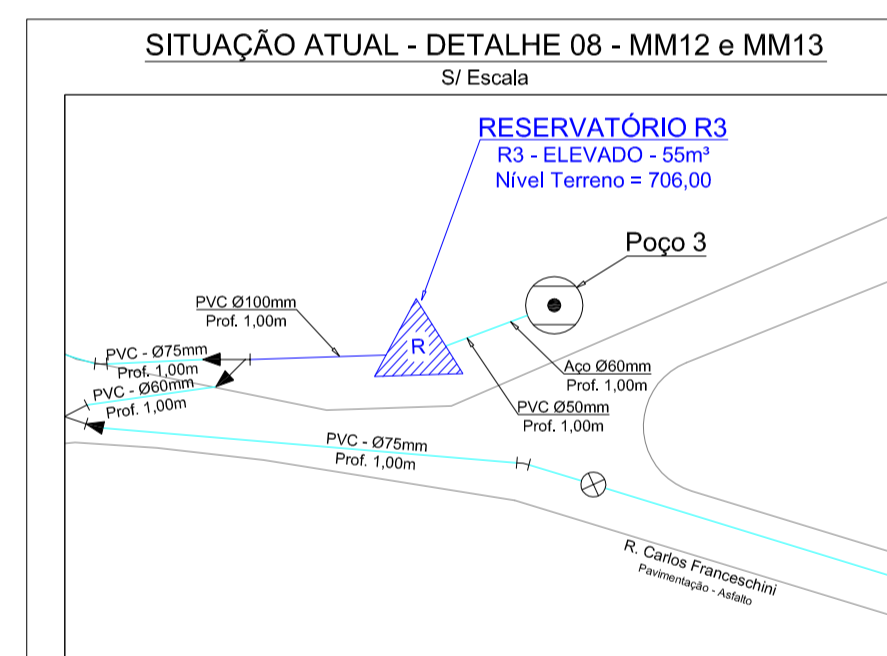 SITUAÇÃO ATUAL - DETALHE 08 - MM12 e MM13
S/ Escala
RESERVATÓRIO R3
R3 - ELEVADO - 55m³
Nível Terreno = 706,00
Poço 3
PVC Ø100mm
Prof. 1,00m
R
PVC - Ø75mm
Prof. 1,00m
Aço Ø60mm
Prof. 1,00m
PVC - Ø60mm
Prof. 1,00m
PVC Ø50mm
Prof. 1,00m
PVC - Ø75mm
Prof. 1,00m
R. Carlos Franceschini
Pavimentação - Asfalto